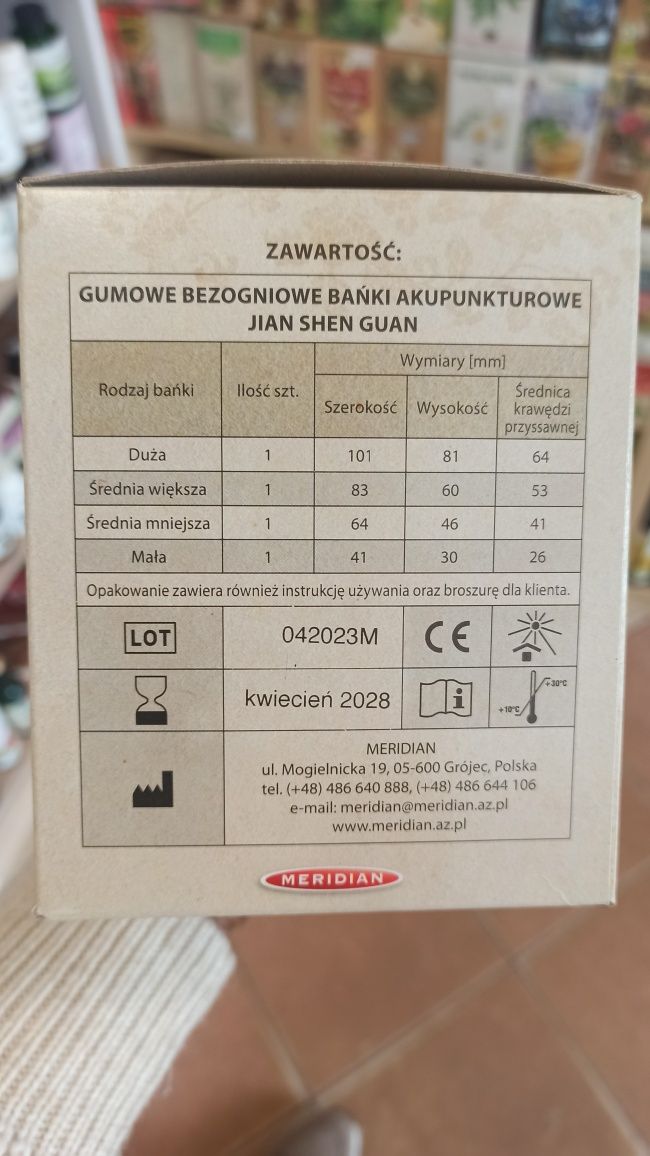 ZAWARTOŚĆ:
GUMOWE BEZOGNIOWE BAŃKI AKUPUNKTUROWE
JIAN SHEN GUAN
Rodzaj bańki
Ilość szt.
Wymiary [mm]
Szerokość
Wysokość
Średnica
krawędzi
przyssawnej
Duża 1 101 81 64
Średnia większa 1 83 60 53
Średnia mniejsza 1 64 46 41
Mała 1 41 30 26
Opakowanie zawiera również instrukcję używania oraz broszurę dla klienta.
LOT 042023M CE
kwiecień 2028 i +10°C +30°C
MERIDIAN
ul. Mogielnicka 19, 05-600 Grójec, Polska
tel. (+48) 486 640 888, (+48) 486 644 106
e-mail: meridian@meridian.az.pl
www.meridian.az.pl
MERIDIAN